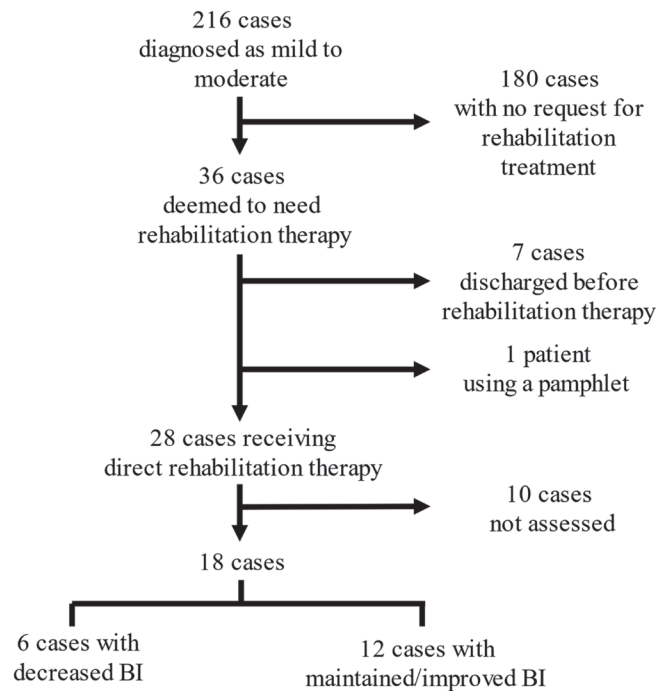 216 cases
diagnosed as mild to
moderate
180 cases
with no request for
rehabilitation
treatment
36 cases
deemed to need
rehabilitation therapy
7 cases
discharged before
rehabilitation therapy
1 patient
using a pamphlet
28 cases receiving
direct rehabilitation therapy
10 cases
not assessed
18 cases
6 cases with
decreased BI
12 cases with
maintained/improved BI